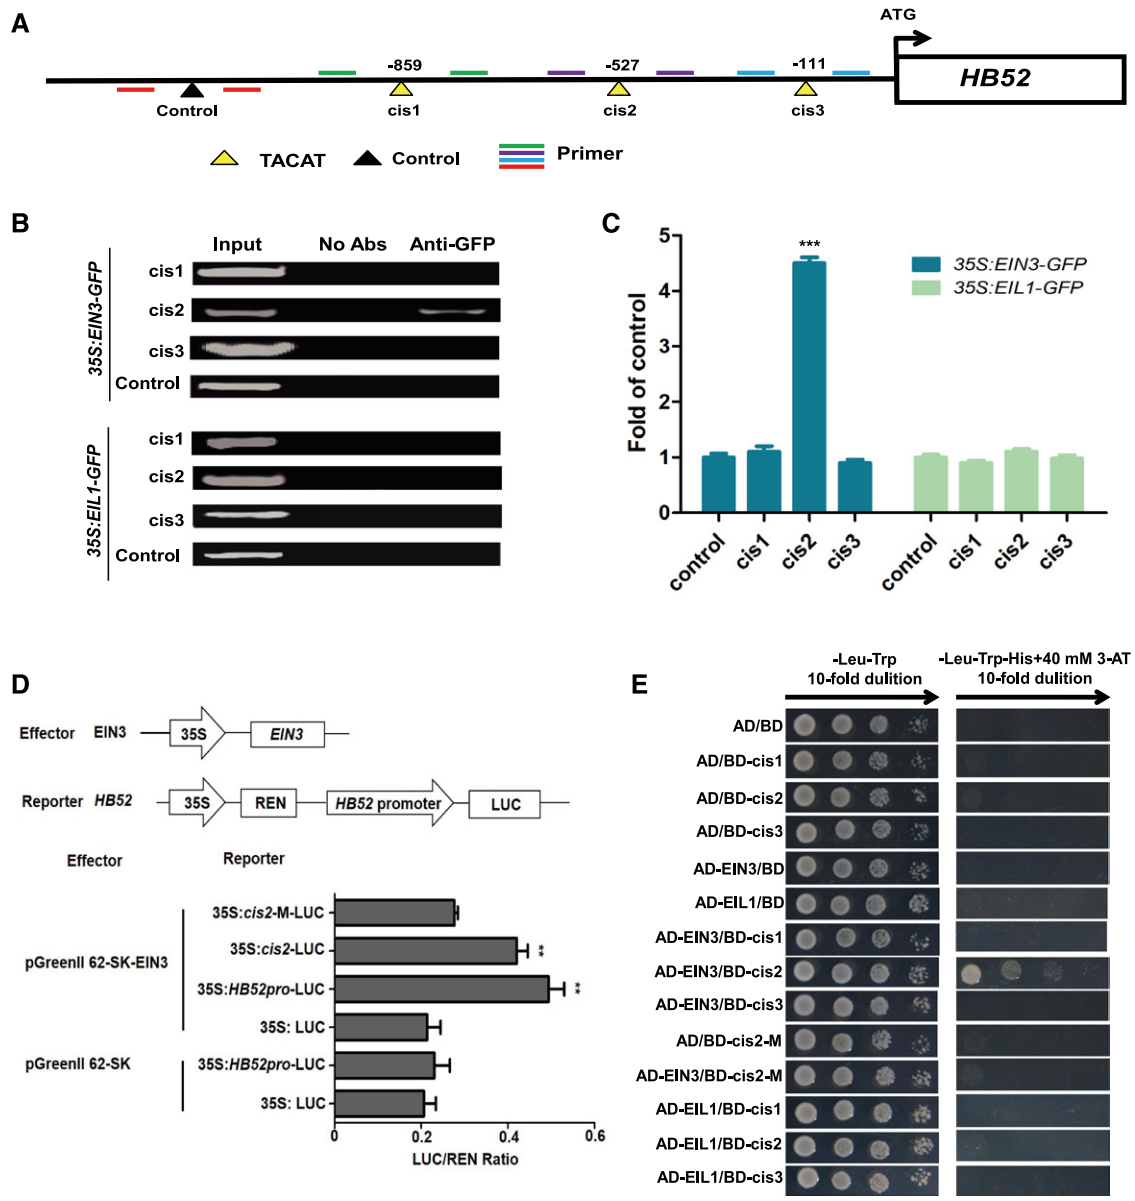 A
ATG
-859
-527
-111
HB52
Control
cis1
cis2
cis3
TACAT
Control
Primer
B
Input
No Abs
Anti-GFP
35S:EIN3-GFP
cis1
cis2
cis3
Control
35S:EIL1-GFP
cis1
cis2
cis3
Control
C
Fold of control
5
4
3
2
1
0
***
35S:EIN3-GFP
35S:EIL1-GFP
control
cis1
cis2
cis3
control
cis1
cis2
cis3
D
Effector EIN3 35S EIN3
Reporter HB52 35S REN HB52 promoter LUC
Effector Reporter
pGreenII 62-SK-EIN3
35S:cis2-M-LUC
35S:cis2-LUC
**
35S:HB52pro-LUC
**
35S: LUC
pGreenII 62-SK
35S:HB52pro-LUC
35S: LUC
0 0.2 0.4 0.6
LUC/REN Ratio
E
-Leu-Trp
10-fold dulition
-Leu-Trp-His+40 mM 3-AT
10-fold dulition
AD/BD
AD/BD-cis1
AD/BD-cis2
AD/BD-cis3
AD-EIN3/BD
AD-EIL1/BD
AD-EIN3/BD-cis1
AD-EIN3/BD-cis2
AD-EIN3/BD-cis3
AD/BD-cis2-M
AD-EIN3/BD-cis2-M
AD-EIL1/BD-cis1
AD-EIL1/BD-cis2
AD-EIL1/BD-cis3